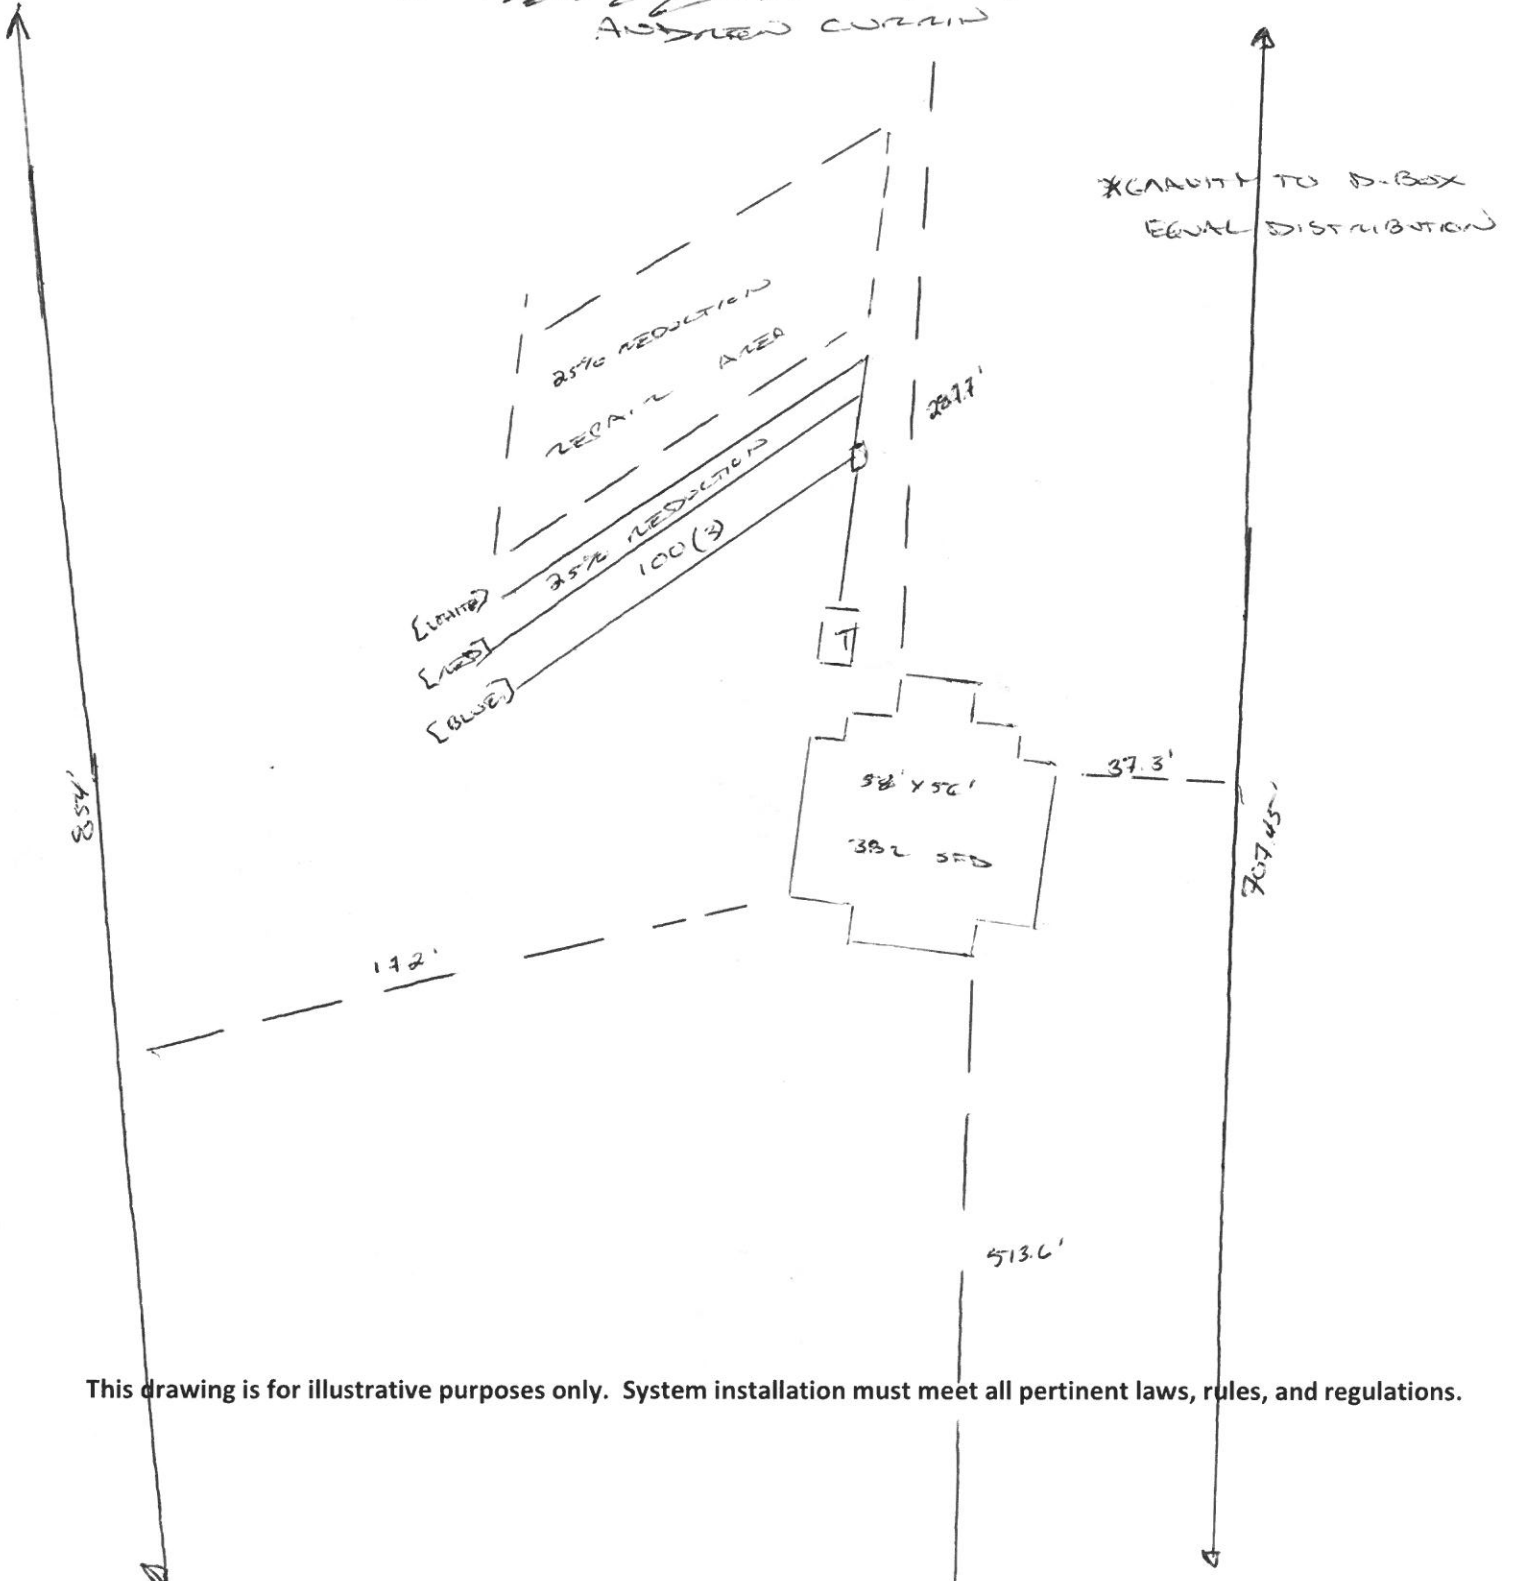 ANDREW CURRIN
*GRAVITY TO D-BOX
EQUAL DISTRIBUTION
25% REDUCTION
REPAIR AREA
287.7'
25% REDUCTION
100(3)
[WHITE]
[RED]
[BLUE]
T
58' x 56'
3BR SFD
37.3'
854'
707.45'
172'
513.6'
This drawing is for illustrative purposes only. System installation must meet all pertinent laws, rules, and regulations.